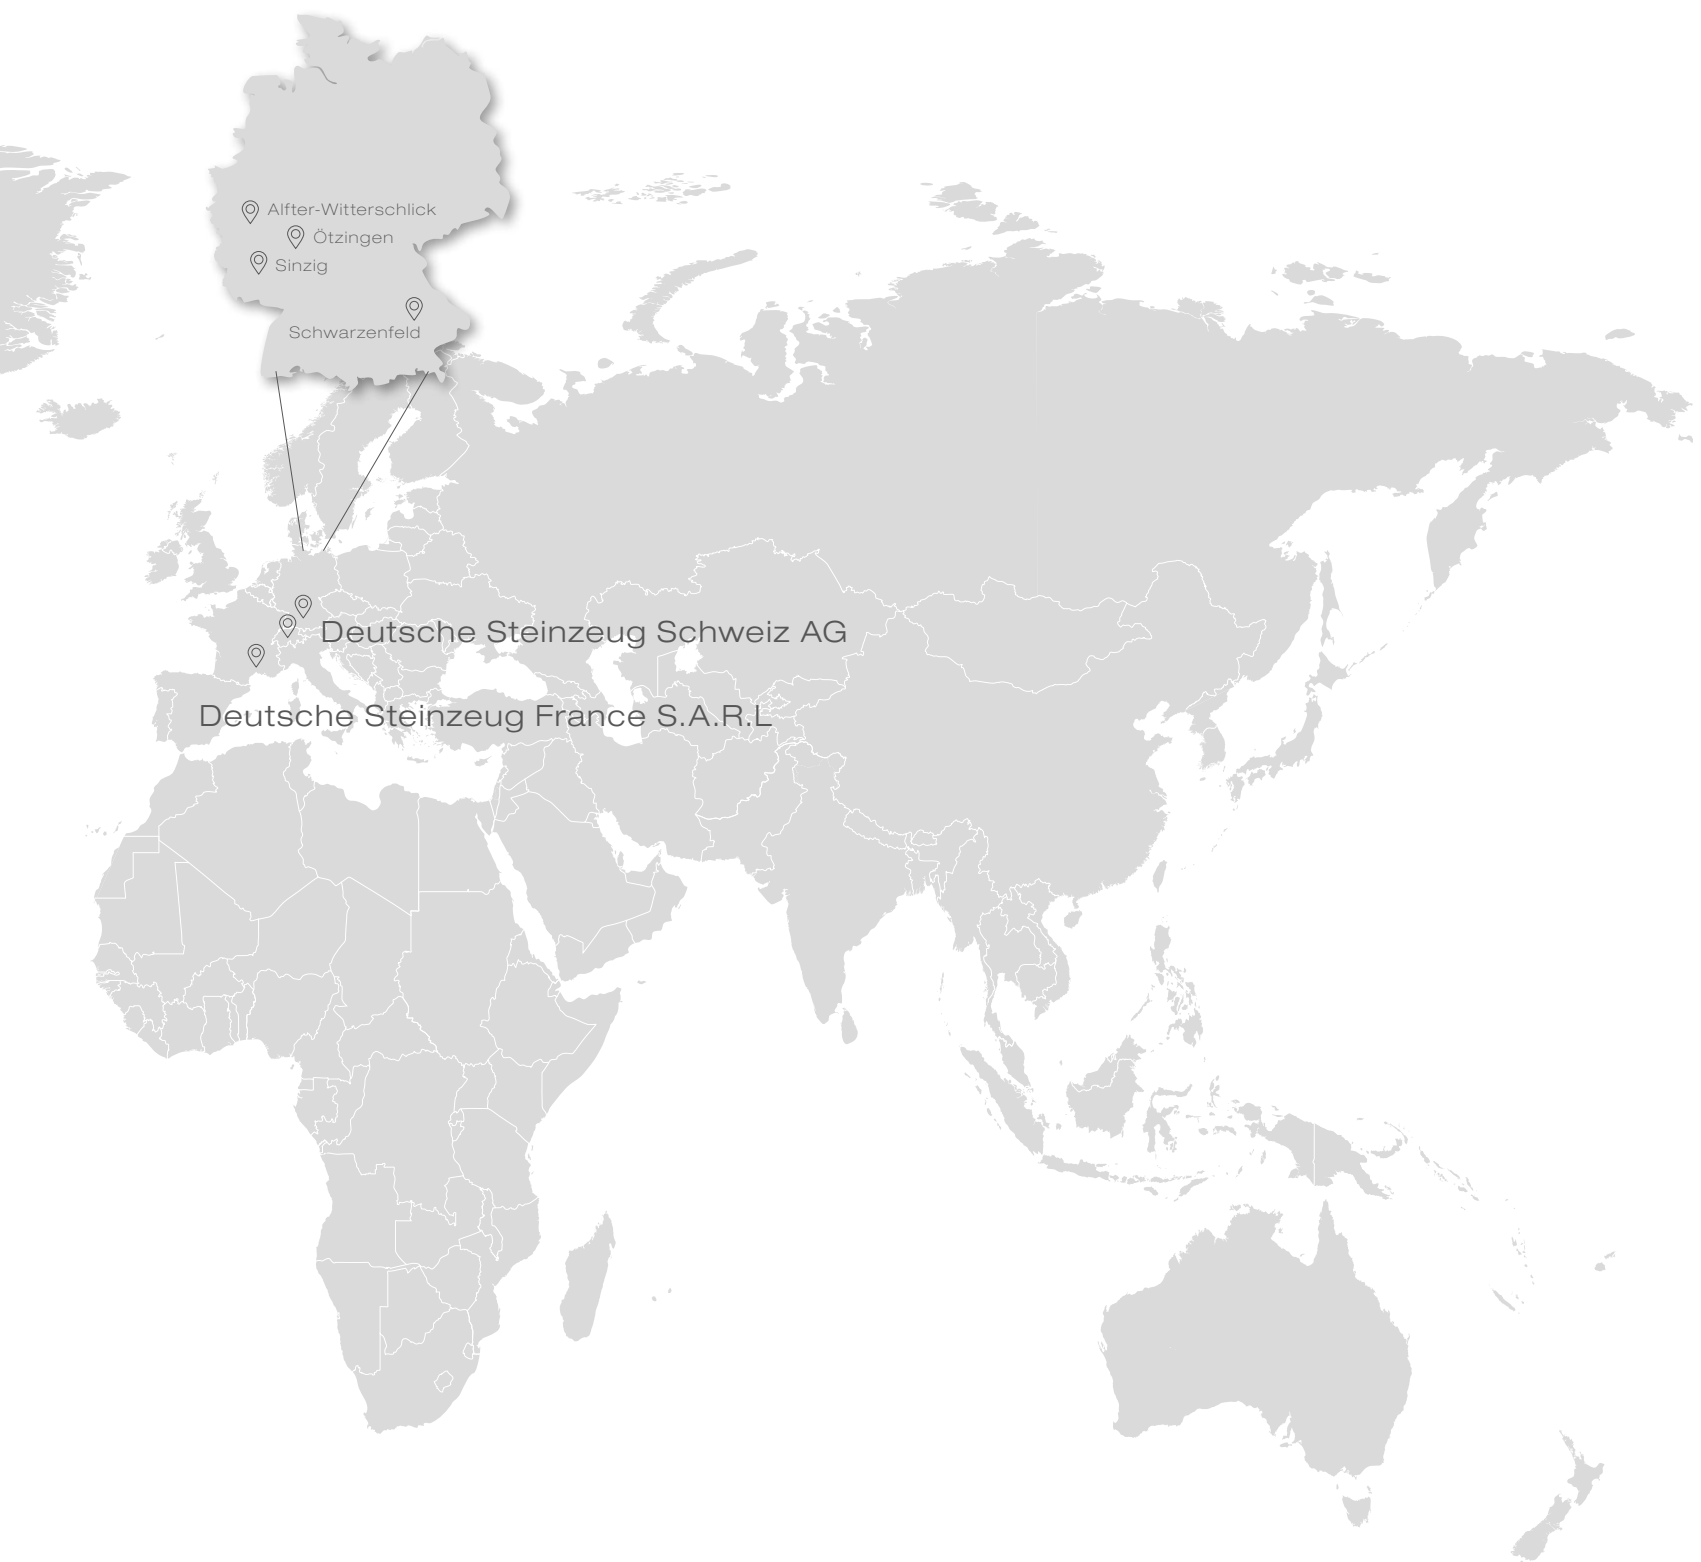 Alfter-Witterschlick
Ötzingen
Sinzig
Schwarzenfeld
Deutsche Steinzeug Schweiz AG
Deutsche Steinzeug France S.A.R.L